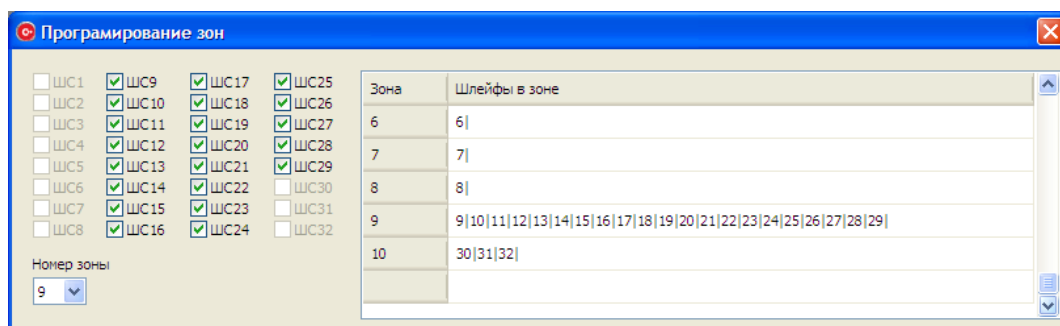 Програмирование зон
ШС1 ШС9 ШС17 ШС25
ШС2 ШС10 ШС18 ШС26
ШС3 ШС11 ШС19 ШС27
ШС4 ШС12 ШС20 ШС28
ШС5 ШС13 ШС21 ШС29
ШС6 ШС14 ШС22 ШС30
ШС7 ШС15 ШС23 ШС31
ШС8 ШС16 ШС24 ШС32
Номер зоны
9
Зона Шлейфы в зоне
6 6|
7 7|
8 8|
9 9|10|11|12|13|14|15|16|17|18|19|20|21|22|23|24|25|26|27|28|29|
10 30|31|32|